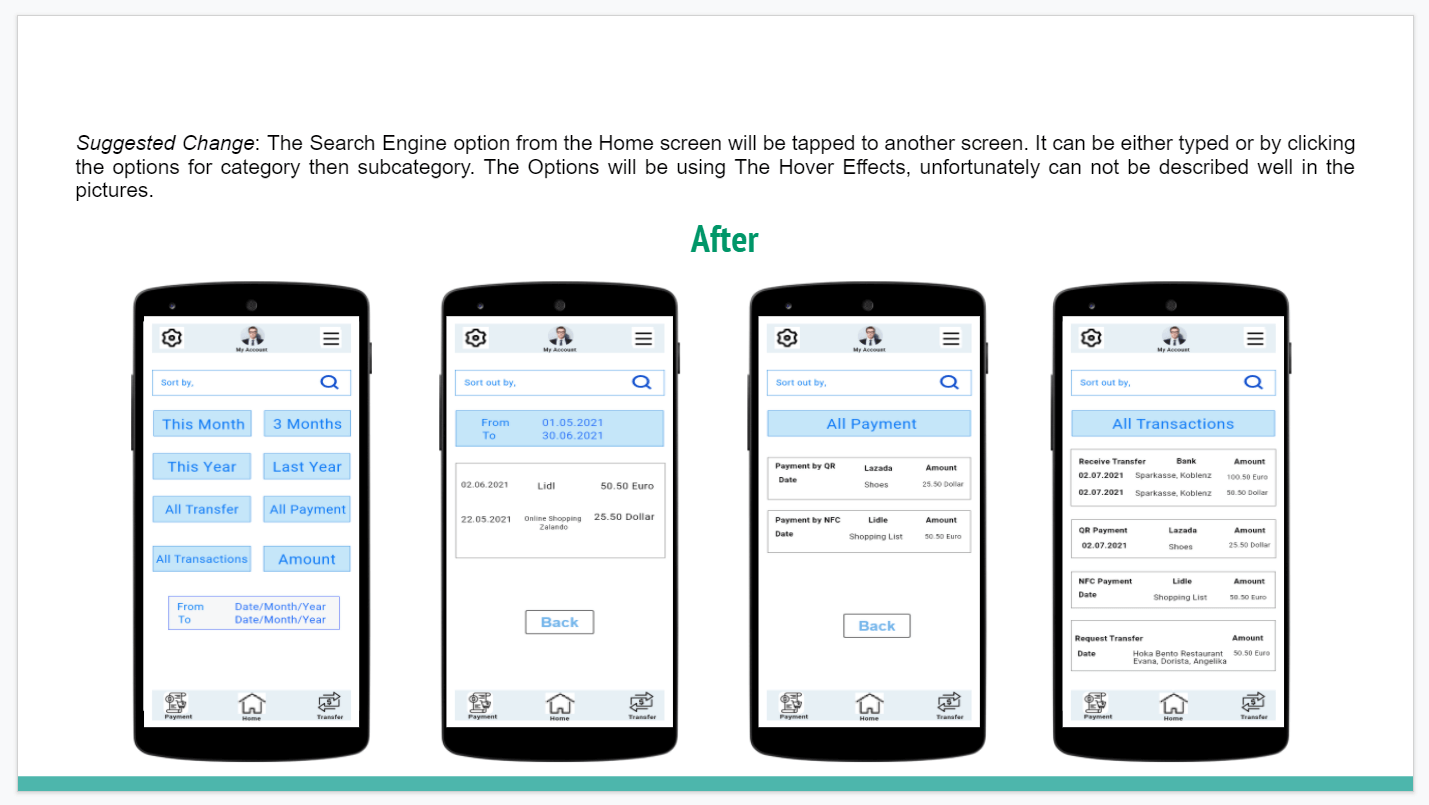 Suggested Change: The Search Engine option from the Home screen will be tapped to another screen. It can be either typed or by clicking
the options for category then subcategory. The Options will be using The Hover Effects, unfortunately can not be described well in the
pictures.
After
My Account
Sort by,
This Month 3 Months
This Year Last Year
All Transfer All Payment
All Transactions Amount
From Date/Month/Year
To Date/Month/Year
Payment Home Transfer
My Account
Sort out by,
From 01.05.2021
To 30.06.2021
02.06.2021 Lidl 50.50 Euro
22.05.2021 Online Shopping 25.50 Dollar
Zalando
Back
Payment Home Transfer
My Account
Sort out by,
All Payment
Payment by QR Lazada Amount
Date Shoes 25.50 Dollar
Payment by NFC Lidle Amount
Date Shopping List 50.50 Euro
Back
Payment Home Transfer
My Account
Sort out by,
All Transactions
Receive Transfer Bank Amount
02.07.2021 Sparkasse, Koblenz 100.50 Euro
02.07.2021 Sparkasse, Koblenz 50.50 Dollar
QR Payment Lazada Amount
02.07.2021 Shoes 25.50 Dollar
NFC Payment Lidle Amount
Date Shopping List 50.50 Euro
Request Transfer Amount
Date Hoka Bento Restaurant 50.50 Euro
Evana, Dorista, Angelika
Payment Home Transfer